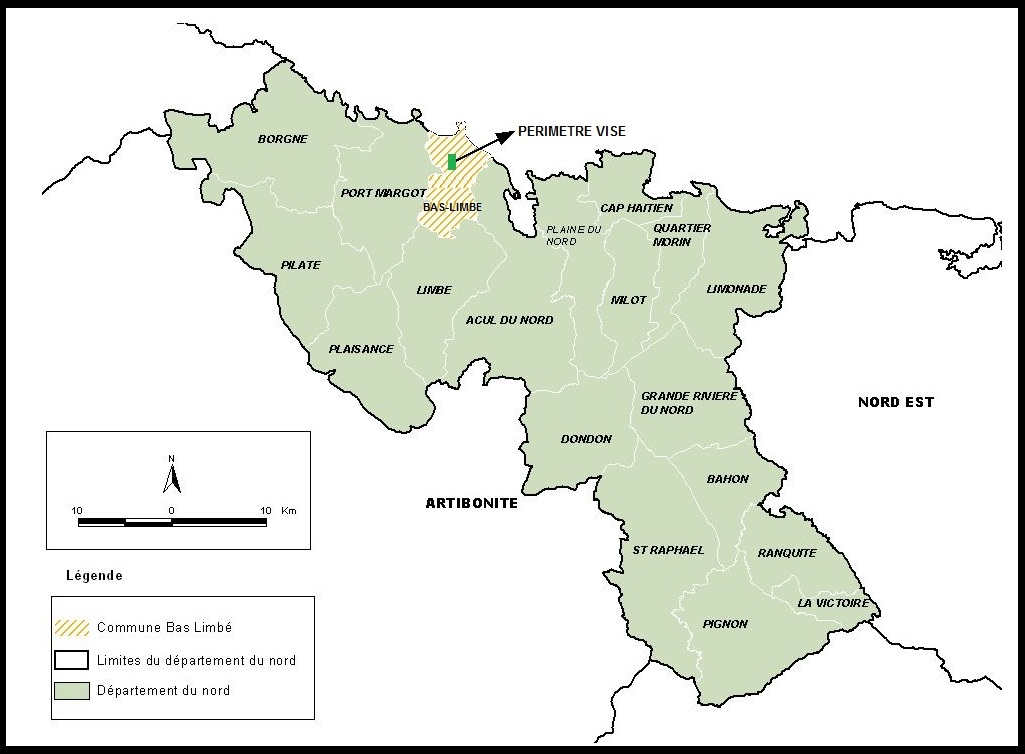 PERIMETRE VISE
BORGNE
PORT MARGOT
BAS-LIMBE
CAP HAITIEN
PLAINE DU
NORD
QUARTIER
MORIN
PILATE
LIMBE
MILOT
LIMONADE
ACUL DU NORD
PLAISANCE
GRANDE RIVIERE
DU NORD
NORD EST
DONDON
BAHON
ARTIBONITE
ST RAPHAEL
RANQUITE
LA VICTOIRE
PIGNON
N
10 0 10 Km
Légende
Commune Bas Limbé
Limites du département du nord
Département du nord